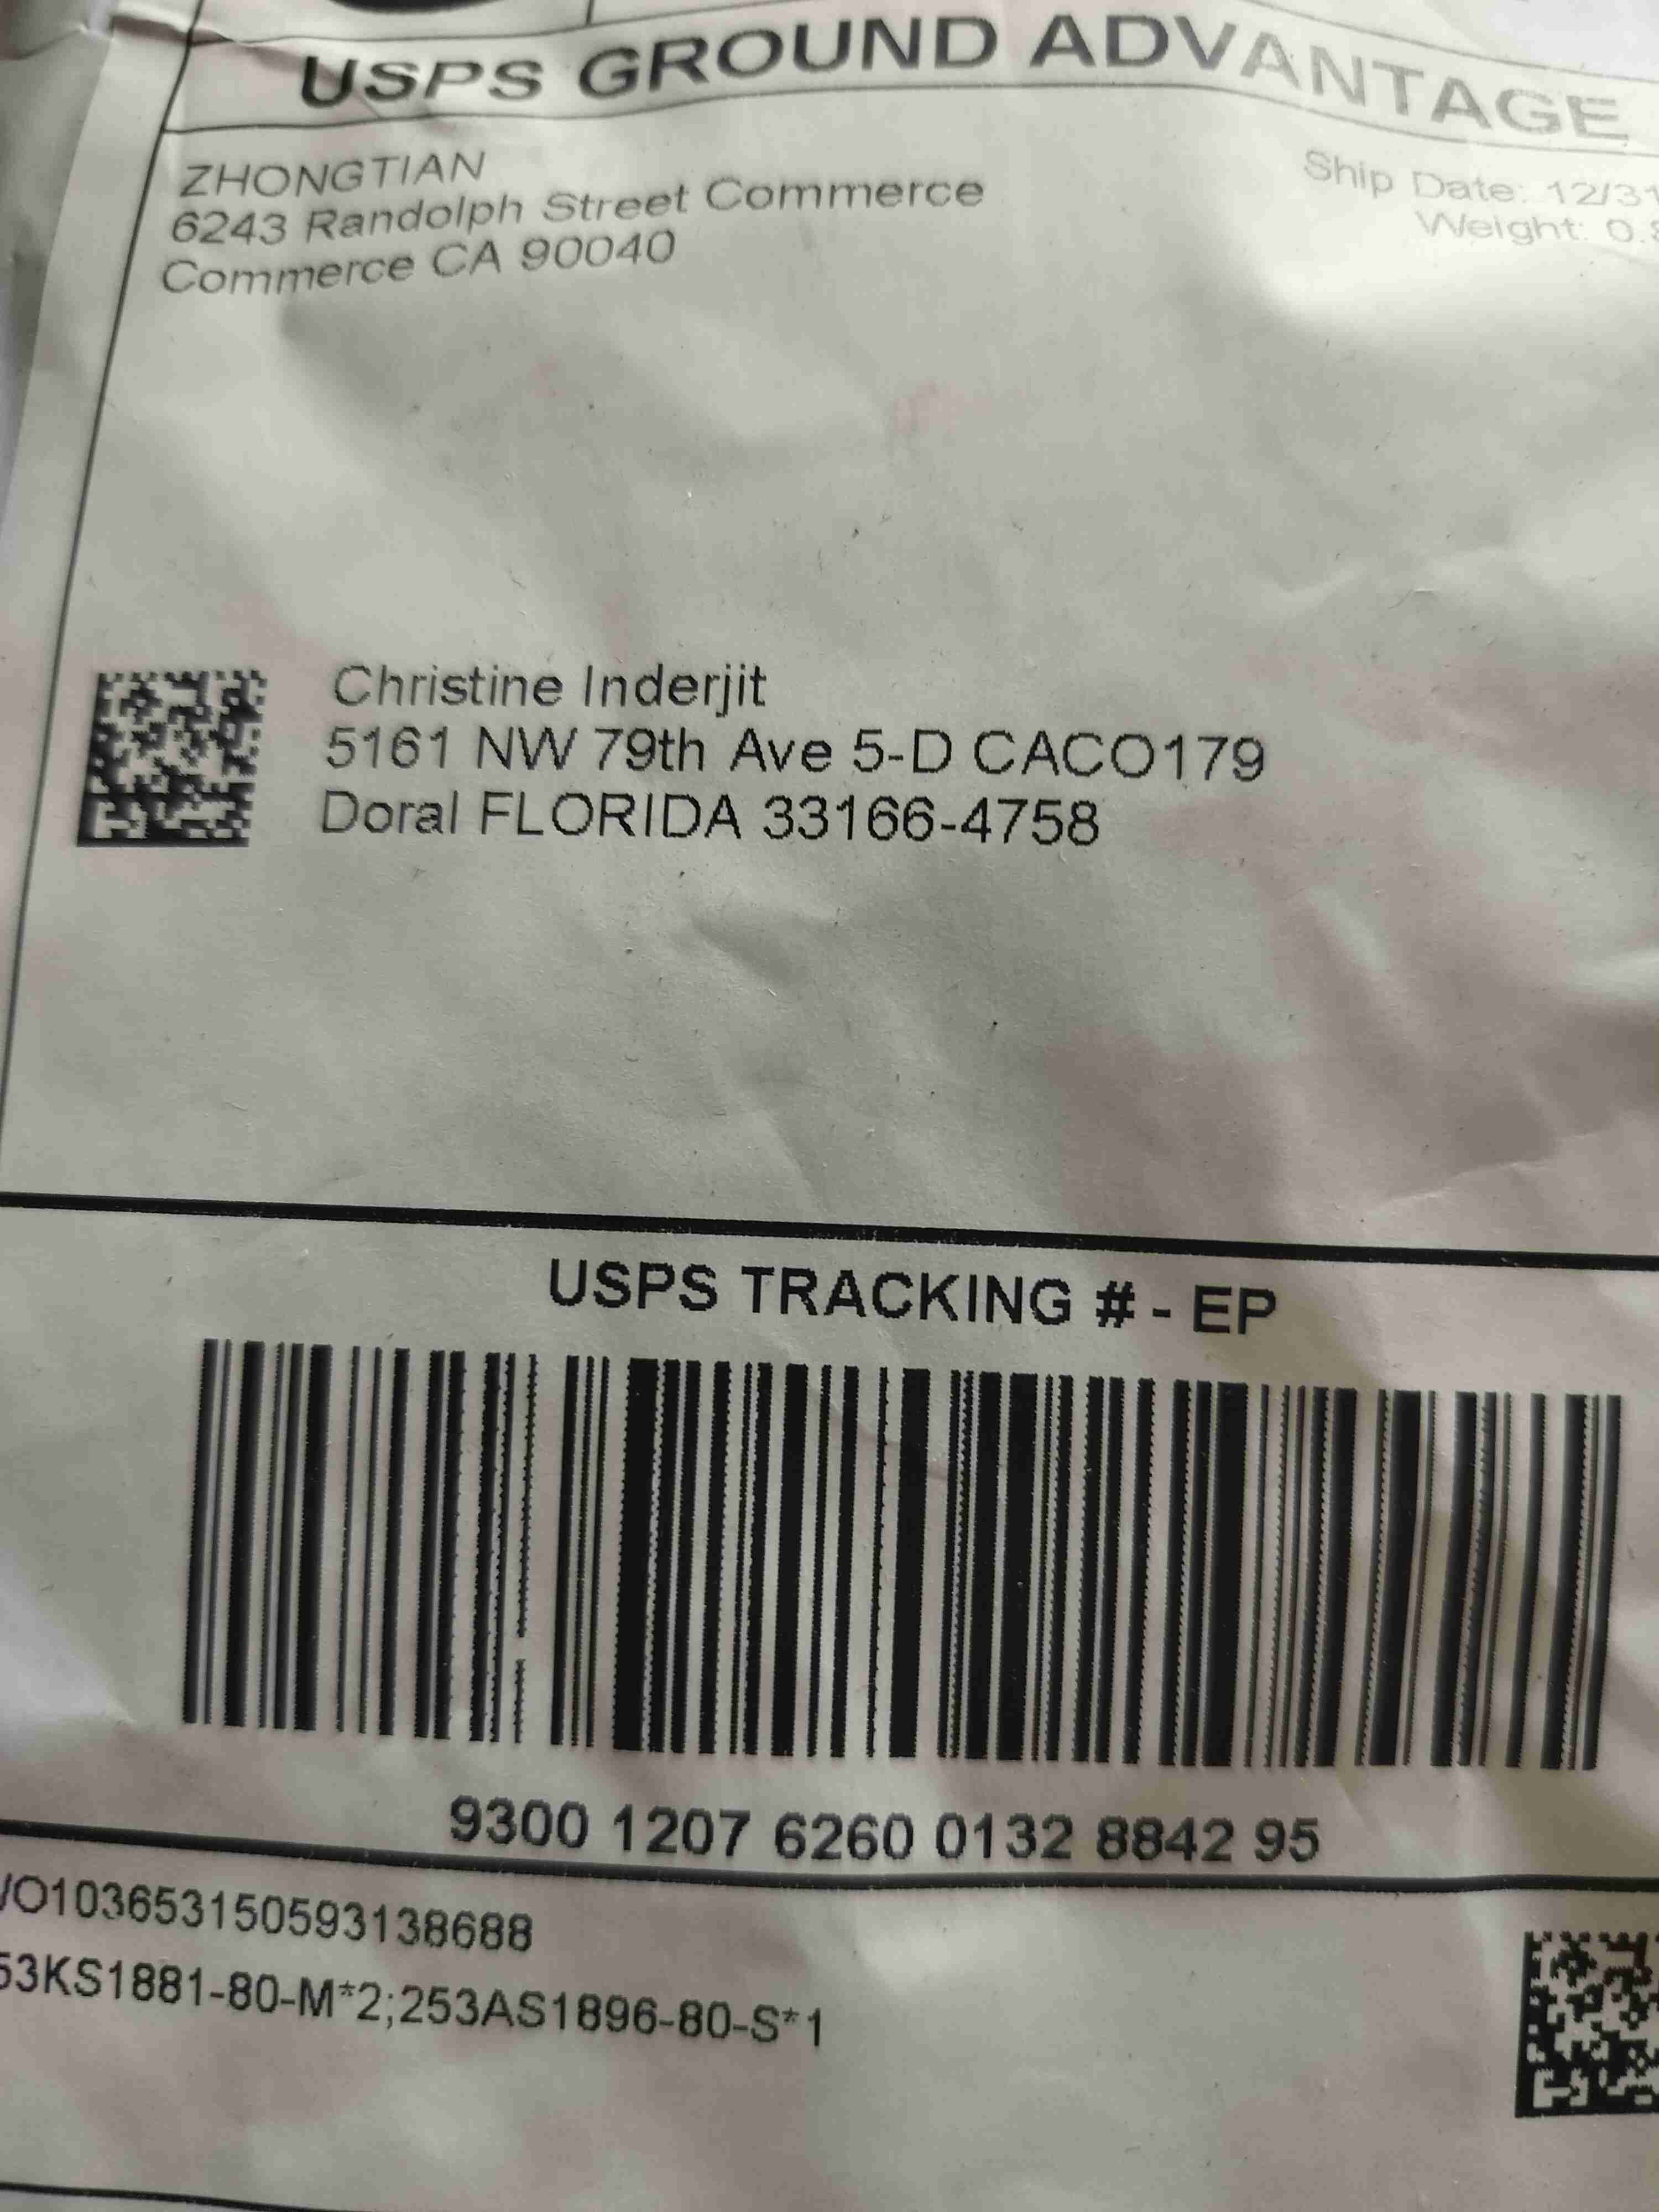 USPS GROUND ADVANTAGE
ZHONGTIAN
6243 Randolph Street Commerce
Commerce CA 90040
Ship Date: 12/31
Weight: 0.
Christine Inderjit
5161 NW 79th Ave 5-D CACO179
Doral FLORIDA 33166-4758
USPS TRACKING # - EP
9300 1207 6260 0132 8842 95
/O103653150593138688
53KS1881-80-M*2;253AS1896-80-S*1